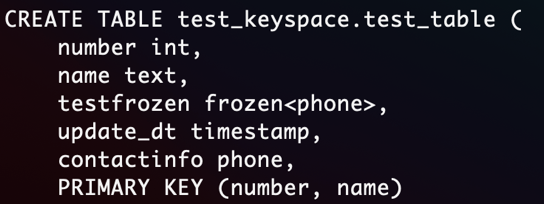 CREATE TABLE test_keyspace.test_table (
    number int,
    name text,
    testfrozen frozen<phone>,
    update_dt timestamp,
    contactinfo phone,
    PRIMARY KEY (number, name)